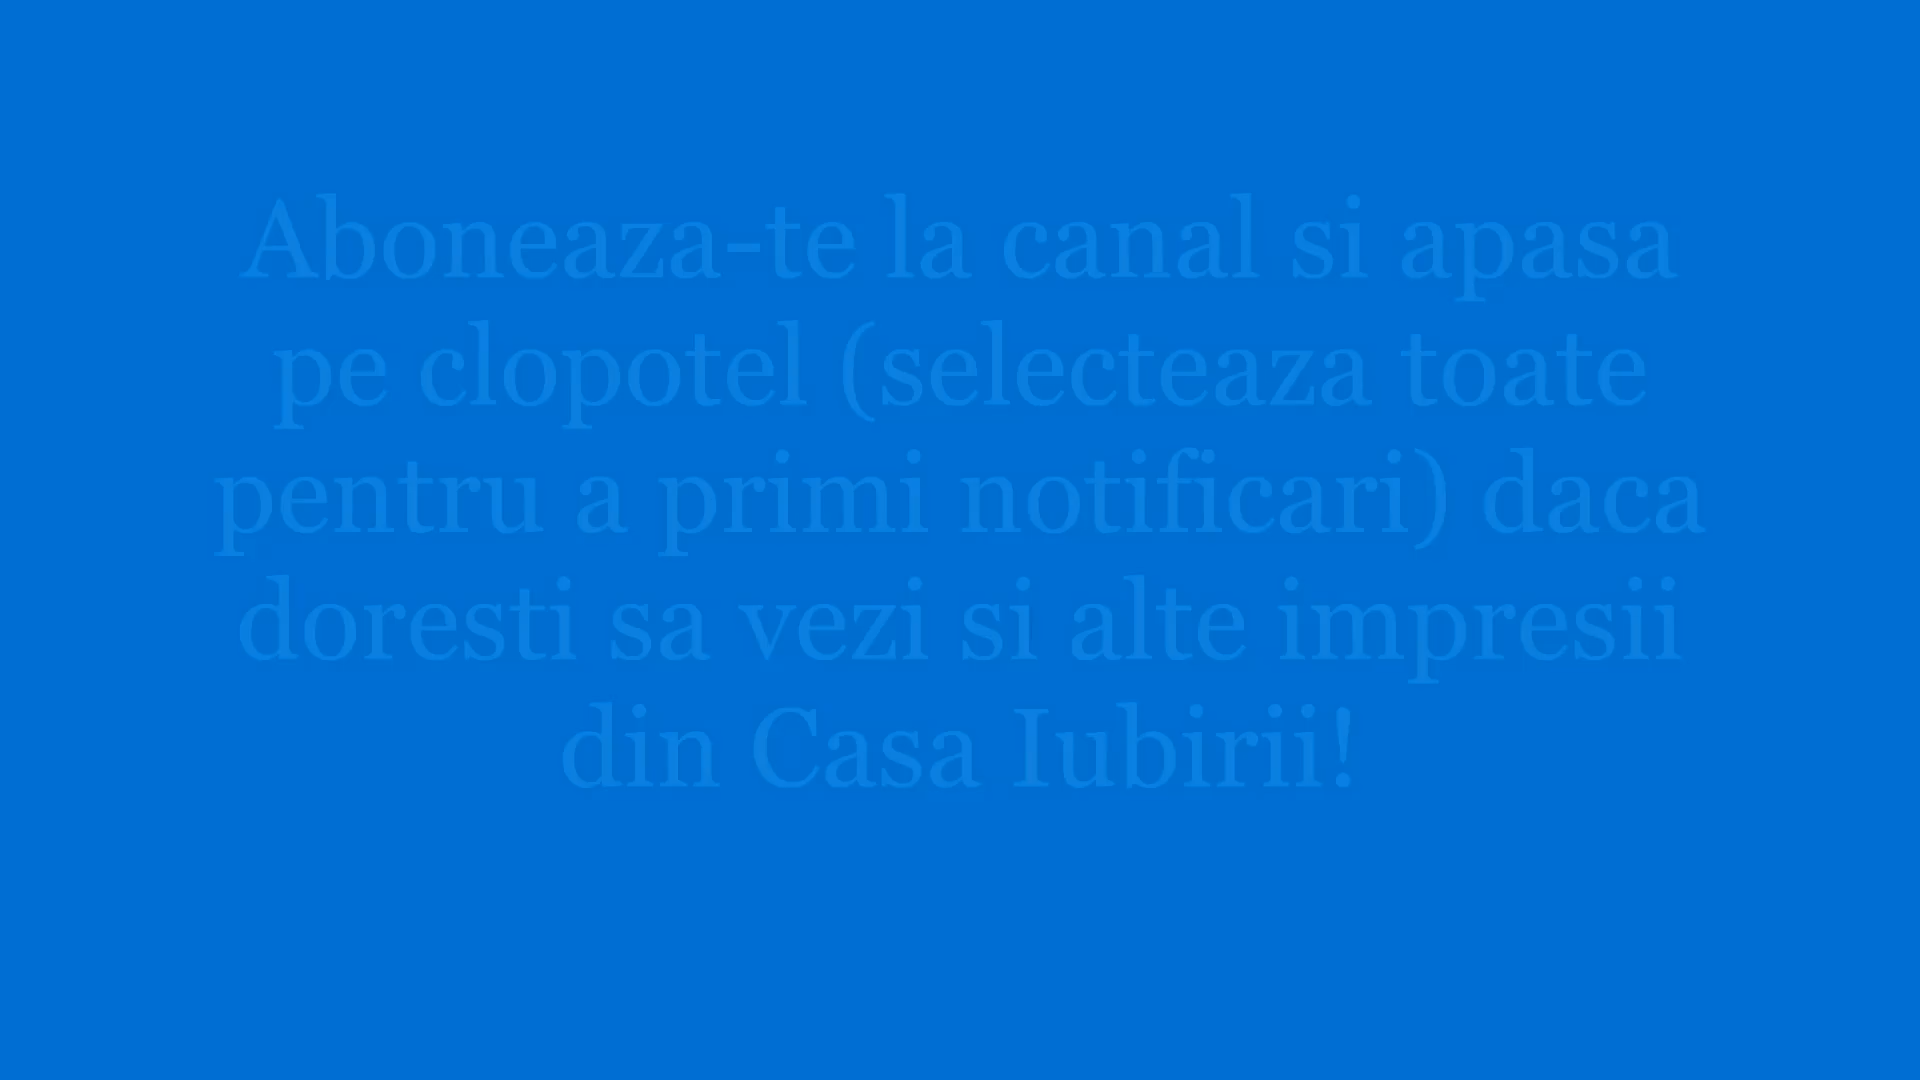 Aboneaza-te la canal si apasa
pe clopotel (selecteaza toate
pentru a primi notificari) daca
doresti sa vezi si alte impresii
din Casa Iubirii!